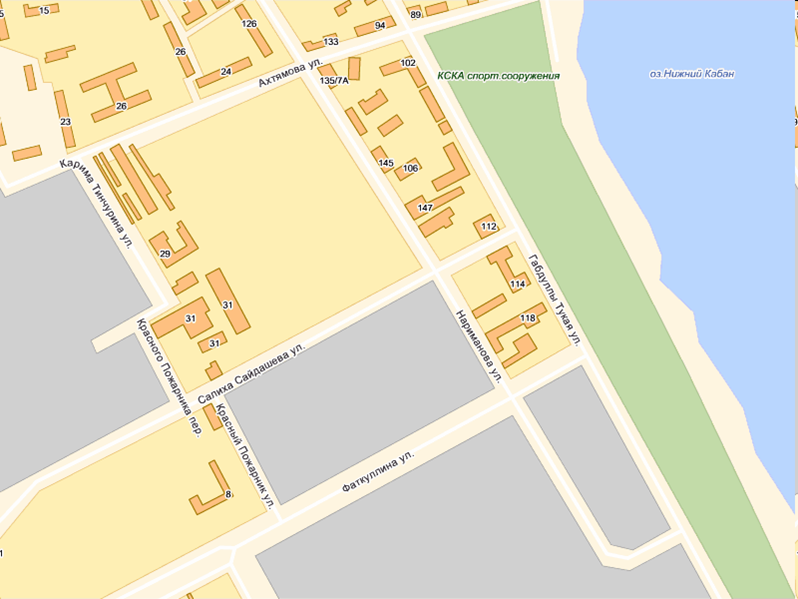 15
126
94
89
26
133
24
Ахтямова ул.
135/7А
102
КСКА спорт.сооружения
оз.Нижний Кабан
26
23
145
106
Карима Тинчурина ул.
147
112
29
Габдуллы Тукая ул.
114
31
31
118
31
Нариманова ул.
Красного Пожарника пер.
Салиха Сайдашева ул.
Красный Пожарник ул.
Фаткуллина ул.
8